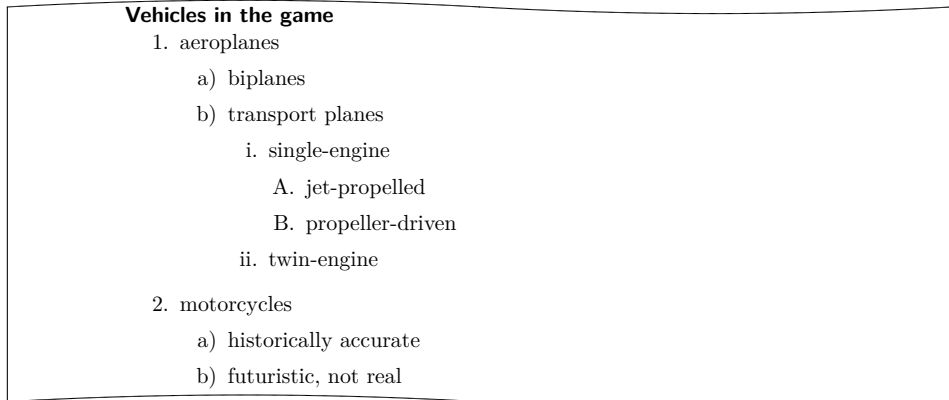 Vehicles in the game
1. aeroplanes
a) biplanes
b) transport planes
i. single-engine
A. jet-propelled
B. propeller-driven
ii. twin-engine
2. motorcycles
a) historically accurate
b) futuristic, not real